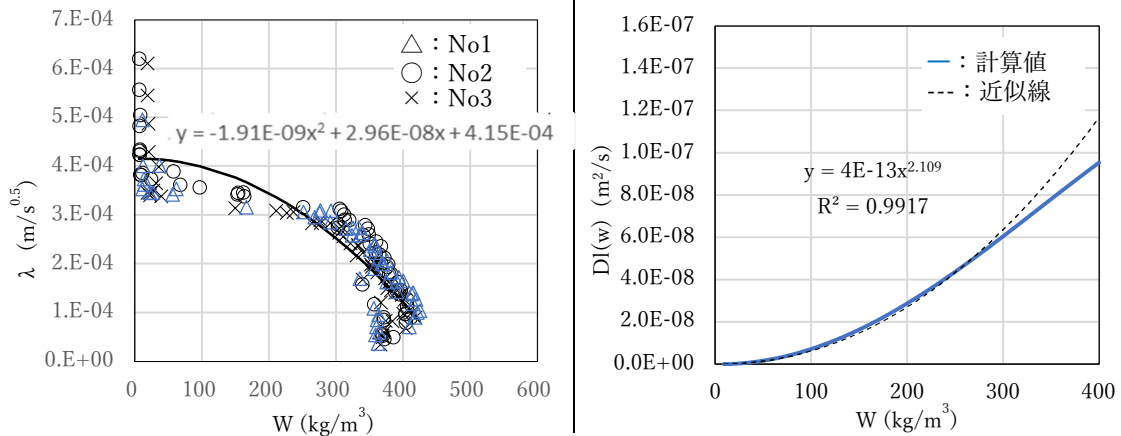 7.E-04
6.E-04
5.E-04
4.E-04
3.E-04
2.E-04
1.E-04
0.E+00
λ (m/s^0.5)
△：No1
○：No2
×：No3
y = -1.91E-09x² + 2.96E-08x + 4.15E-04
0 100 200 300 400 500 600
W (kg/m³)
1.6E-07
1.4E-07
1.2E-07
1.0E-07
8.0E-08
6.0E-08
4.0E-08
2.0E-08
0.0E+00
Dl(w) (m²/s)
：計算値
：近似線
y = 4E-13x^2.109
R² = 0.9917
0 100 200 300 400
W (kg/m³)